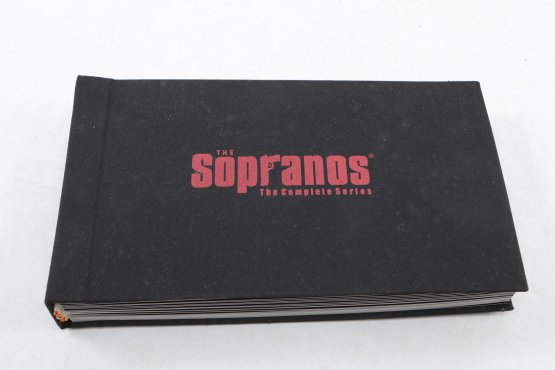 THE
Sopranos®
The Complete Series